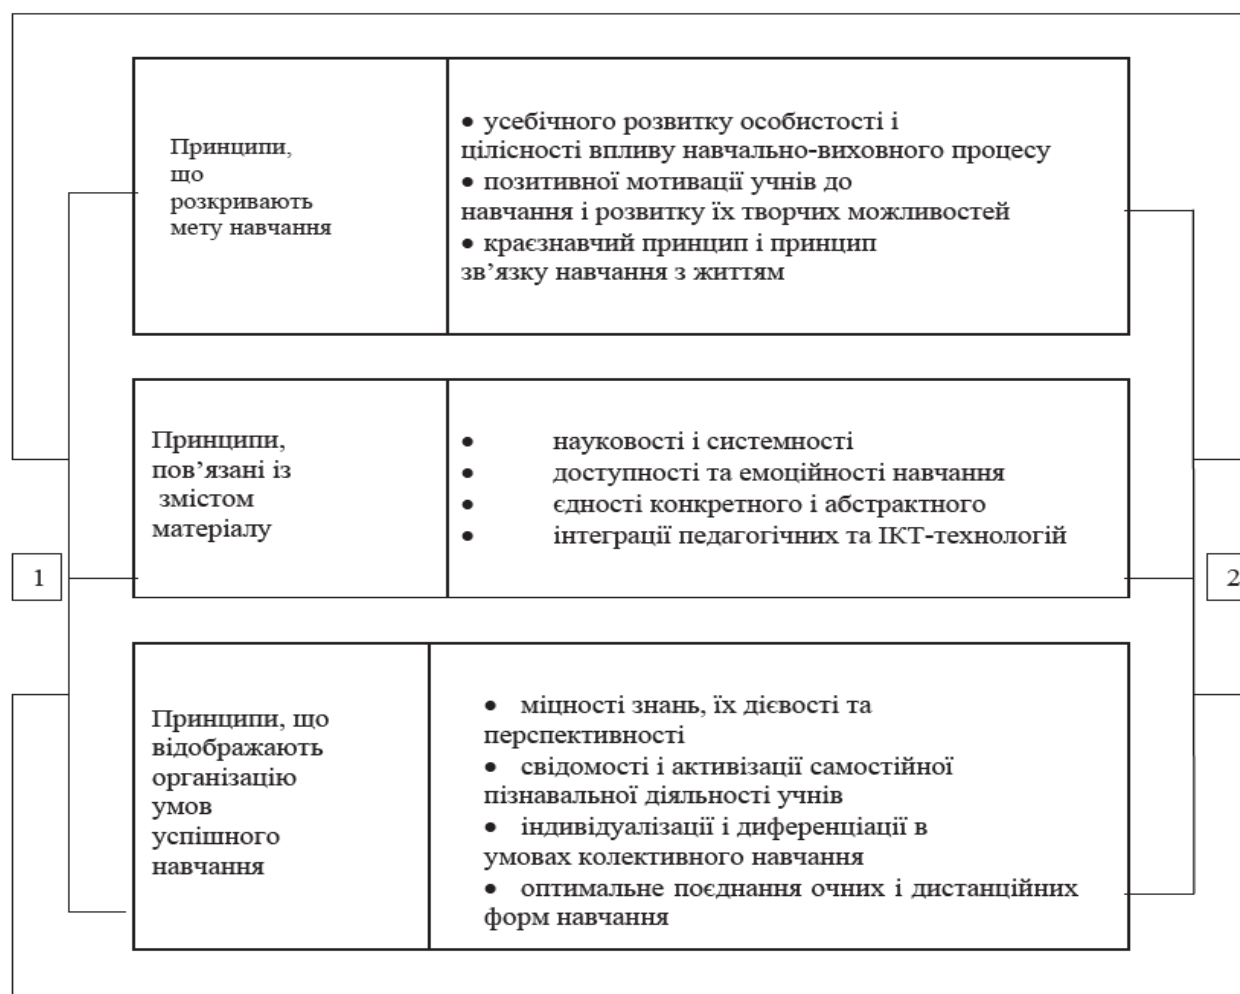 Принципи,
що
розкривають
мету навчання
• усебічного розвитку особистості і
цілісності впливу навчально-виховного процесу
• позитивної мотивації учнів до
навчання і розвитку їх творчих можливостей
• краєзнавчий принцип і принцип
зв’язку навчання з життям
Принципи,
пов’язані із
змістом
матеріалу
• науковості і системності
• доступності та емоційності навчання
• єдності конкретного і абстрактного
• інтеграції педагогічних та ІКТ-технологій
1
2
Принципи, що
відображають
організацію
умов
успішного
навчання
• міцності знань, їх дієвості та
перспективності
• свідомості і активізації самостійної
пізнавальної діяльності учнів
• індивідуалізації і диференціації в
умовах колективного навчання
• оптимальне поєднання очних і дистанційних
форм навчання